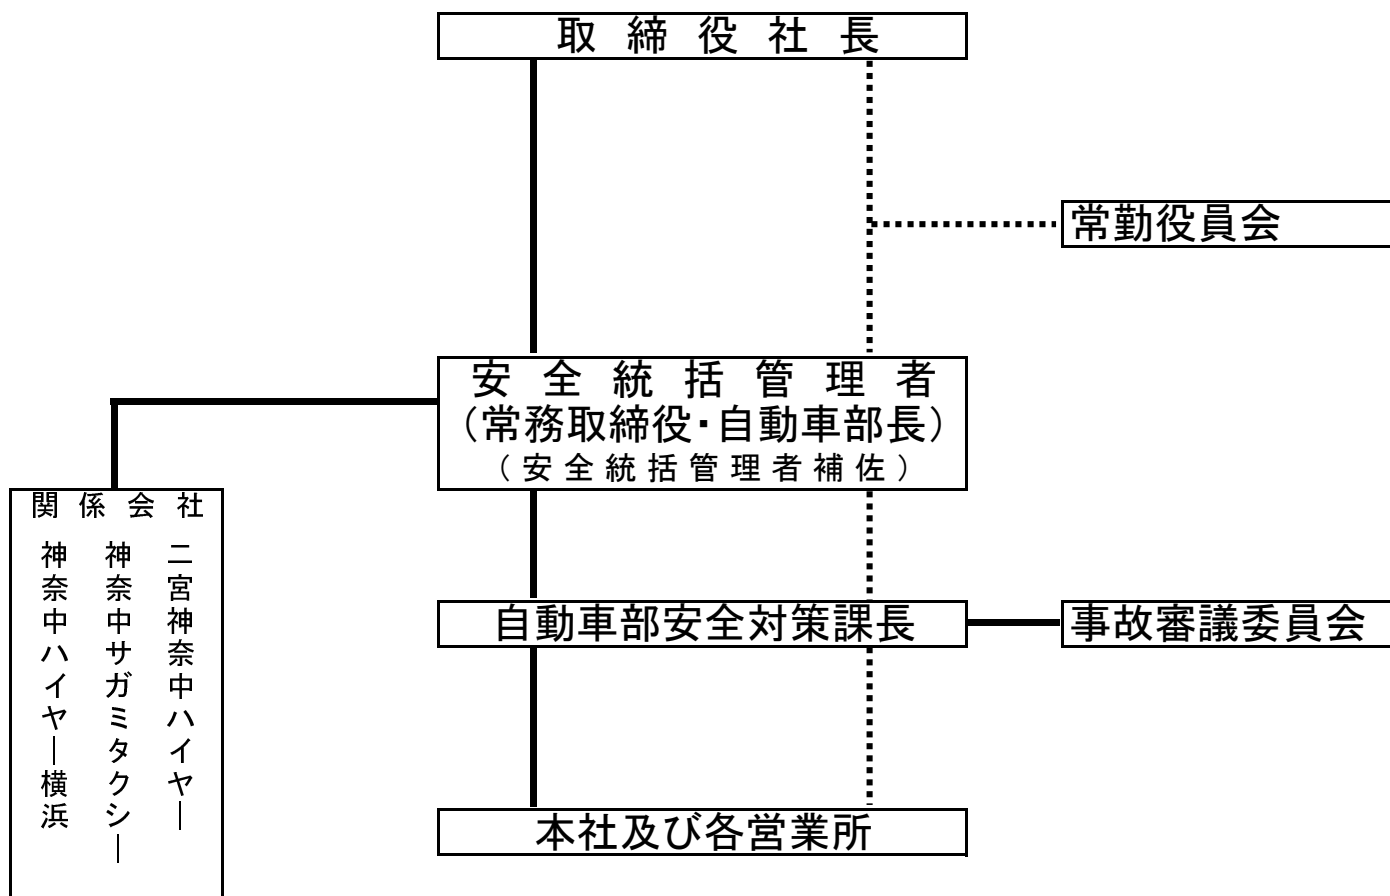 取締役社長
常勤役員会
安全統括管理者
(常務取締役・自動車部長)
(安全統括管理者補佐)
関係会社
二宮神奈中ハイヤー
神奈中サガミタクシー
神奈中ハイヤー横浜
自動車部安全対策課長
事故審議委員会
本社及び各営業所